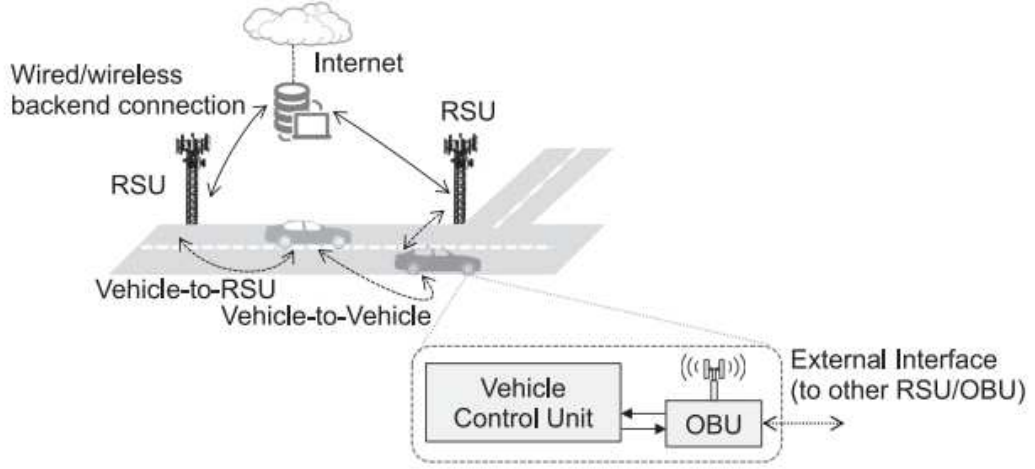 Internet
Wired/wireless
backend connection
RSU
RSU
Vehicle-to-RSU
Vehicle-to-Vehicle
Vehicle
Control Unit
OBU
External Interface
(to other RSU/OBU)